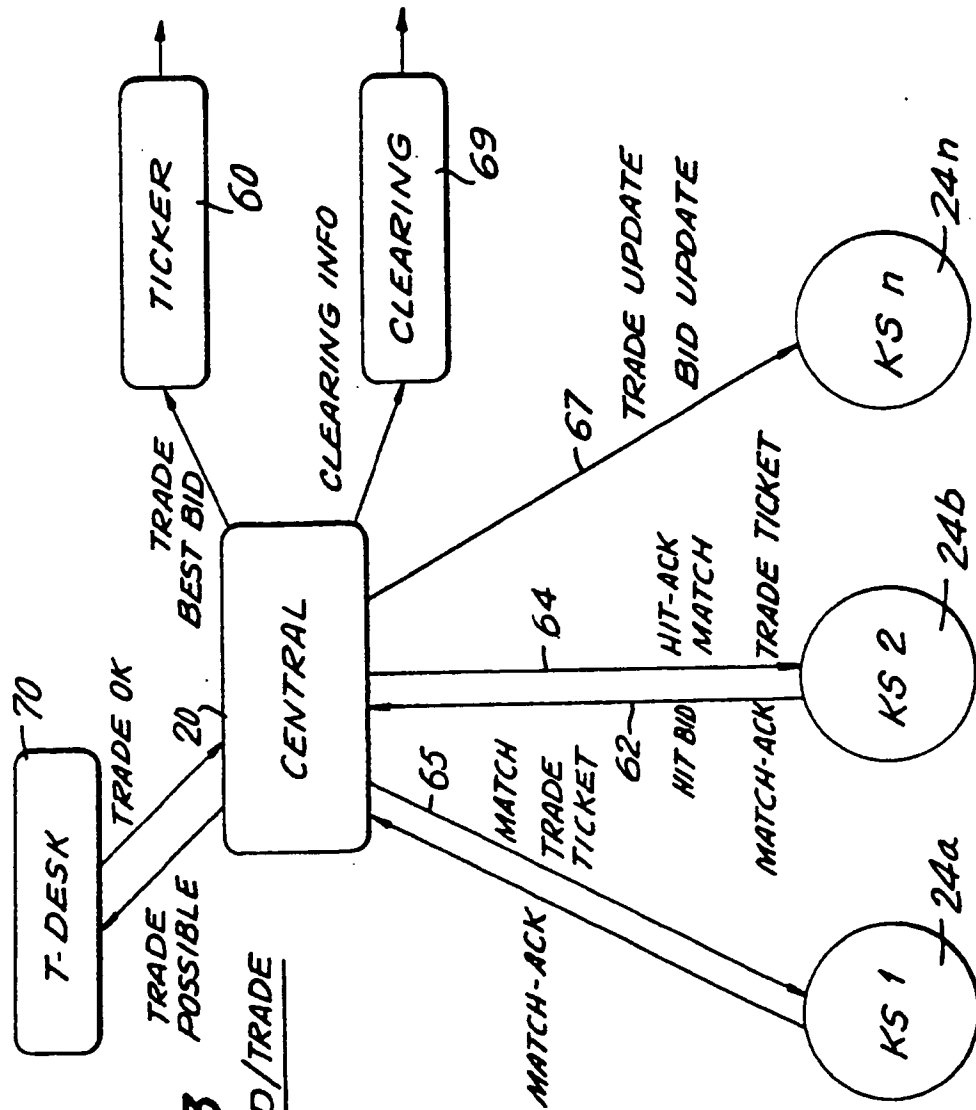 70
T-DESK
TRADE OK
TRADE
POSSIBLE
20
CENTRAL
TRADE
BEST BID
TICKER
60
CLEARING INFO
CLEARING
69
3
D/TRADE
65
MATCH
TRADE
TICKET
MATCH-ACK
62
HIT BID
MATCH-ACK
64
HIT-ACK
MATCH
TRADE TICKET
67
TRADE UPDATE
BID UPDATE
KS 1
24a
KS 2
24b
KS n
24n